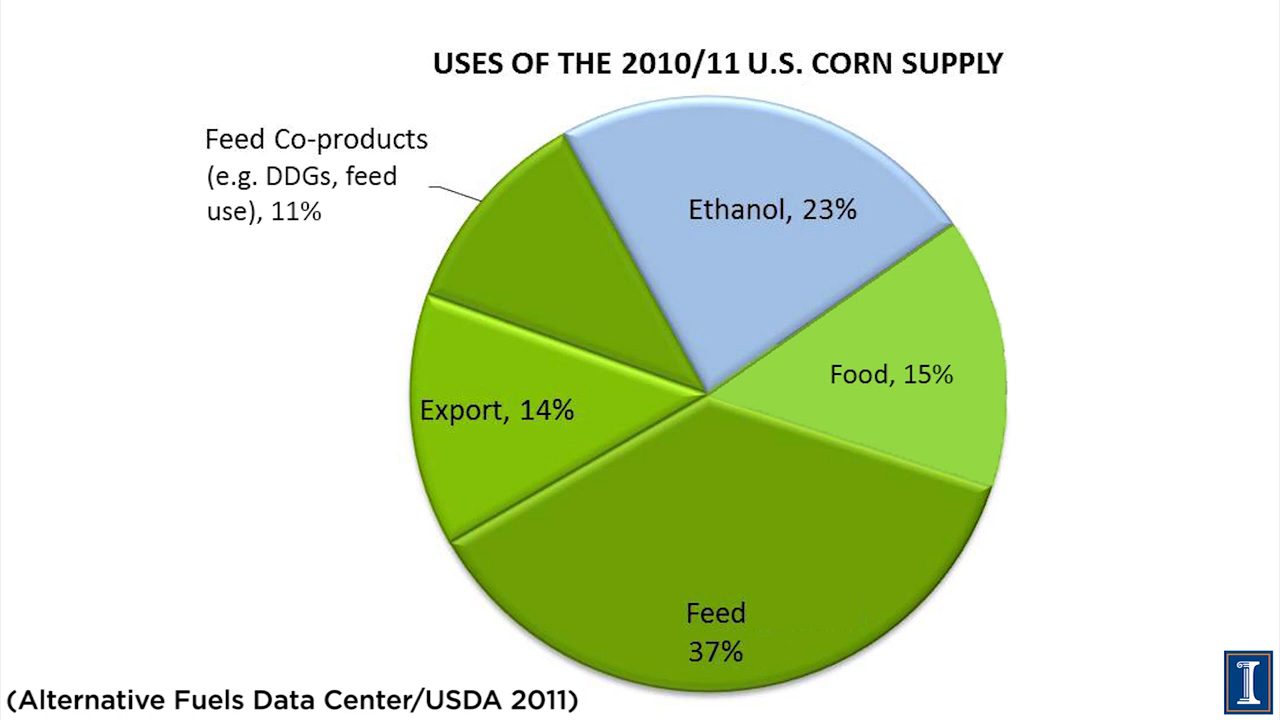 USES OF THE 2010/11 U.S. CORN SUPPLY
Feed Co-products
(e.g. DDGs, feed
use), 11%
Ethanol, 23%
Food, 15%
Export, 14%
Feed
37%
(Alternative Fuels Data Center/USDA 2011)
I